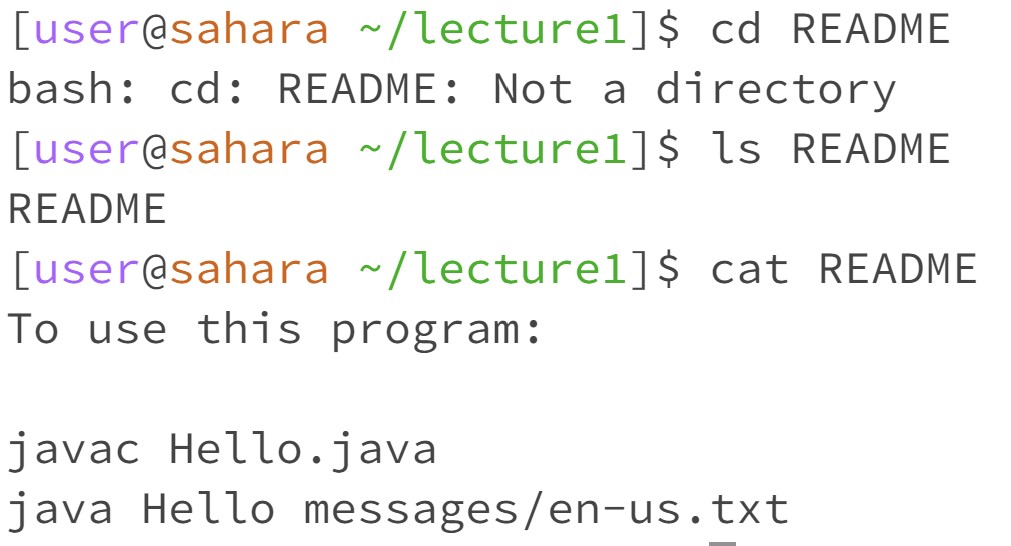 [user@sahara ~/lecture1]$ cd README
bash: cd: README: Not a directory
[user@sahara ~/lecture1]$ ls README
README
[user@sahara ~/lecture1]$ cat README
To use this program:

javac Hello.java
java Hello messages/en-us.txt